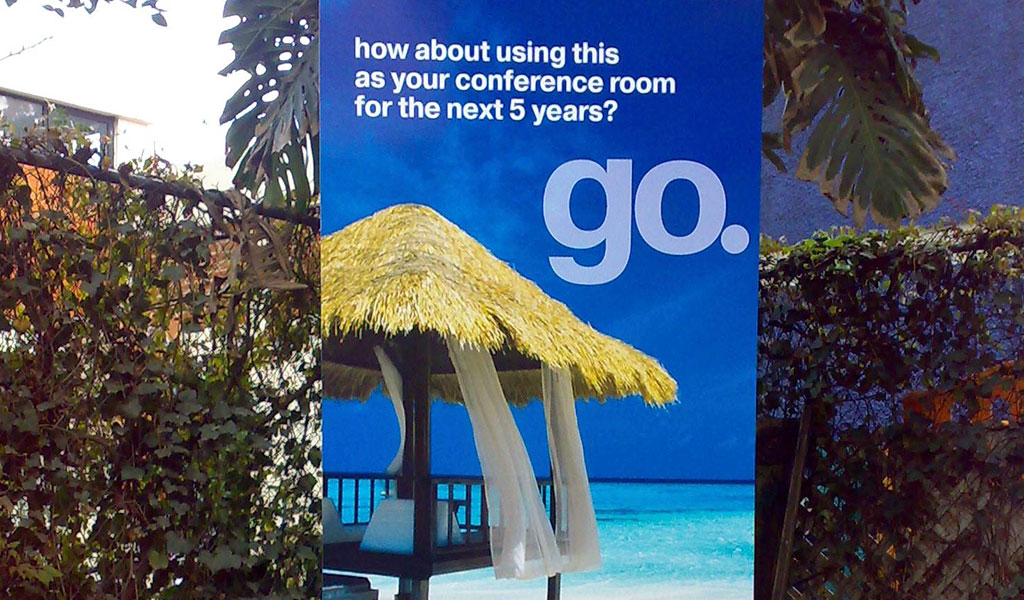 how about using this
as your conference room
for the next 5 years?
go.